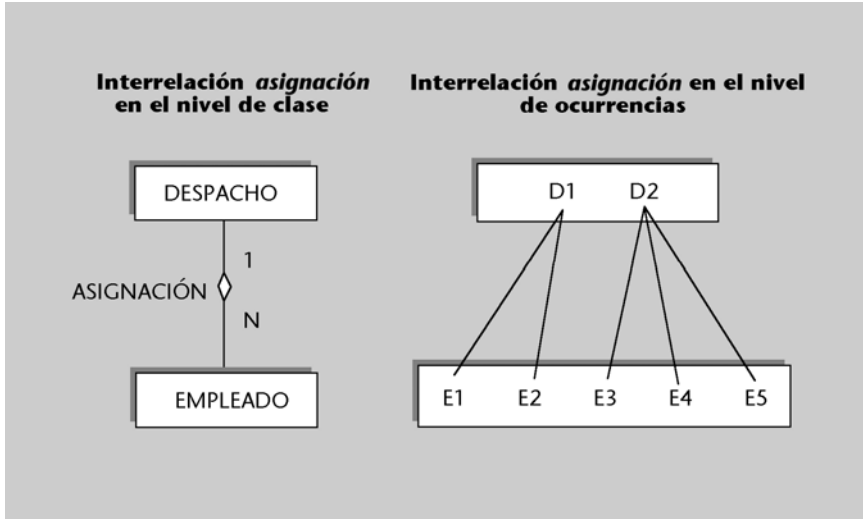 Interrelación asignación
en el nivel de clase
Interrelación asignación en el nivel
de ocurrencias
DESPACHO
1
ASIGNACIÓN
N
EMPLEADO
D1 D2
E1 E2 E3 E4 E5